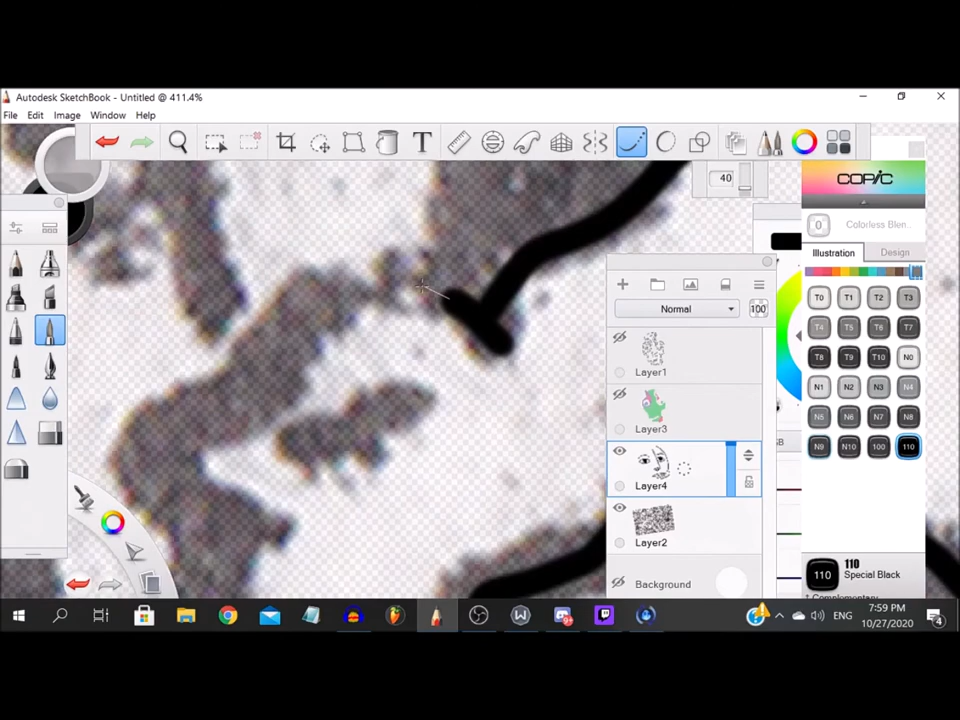 Autodesk SketchBook - Untitled @ 411.4%
File Edit Image Window Help
T
40
COPIC
0 Colorless Blen..
Illustration Design
Normal 100
Layer1
Layer3
Layer4
Layer2
Background
T0 T1 T2 T3
T4 T5 T6 T7
T8 T9 T10 N0
N1 N2 N3 N4
N5 N6 N7 N8
N9 N10 100 110
110 110
Special Black
Complementary
ENG
7:59 PM
10/27/2020
4